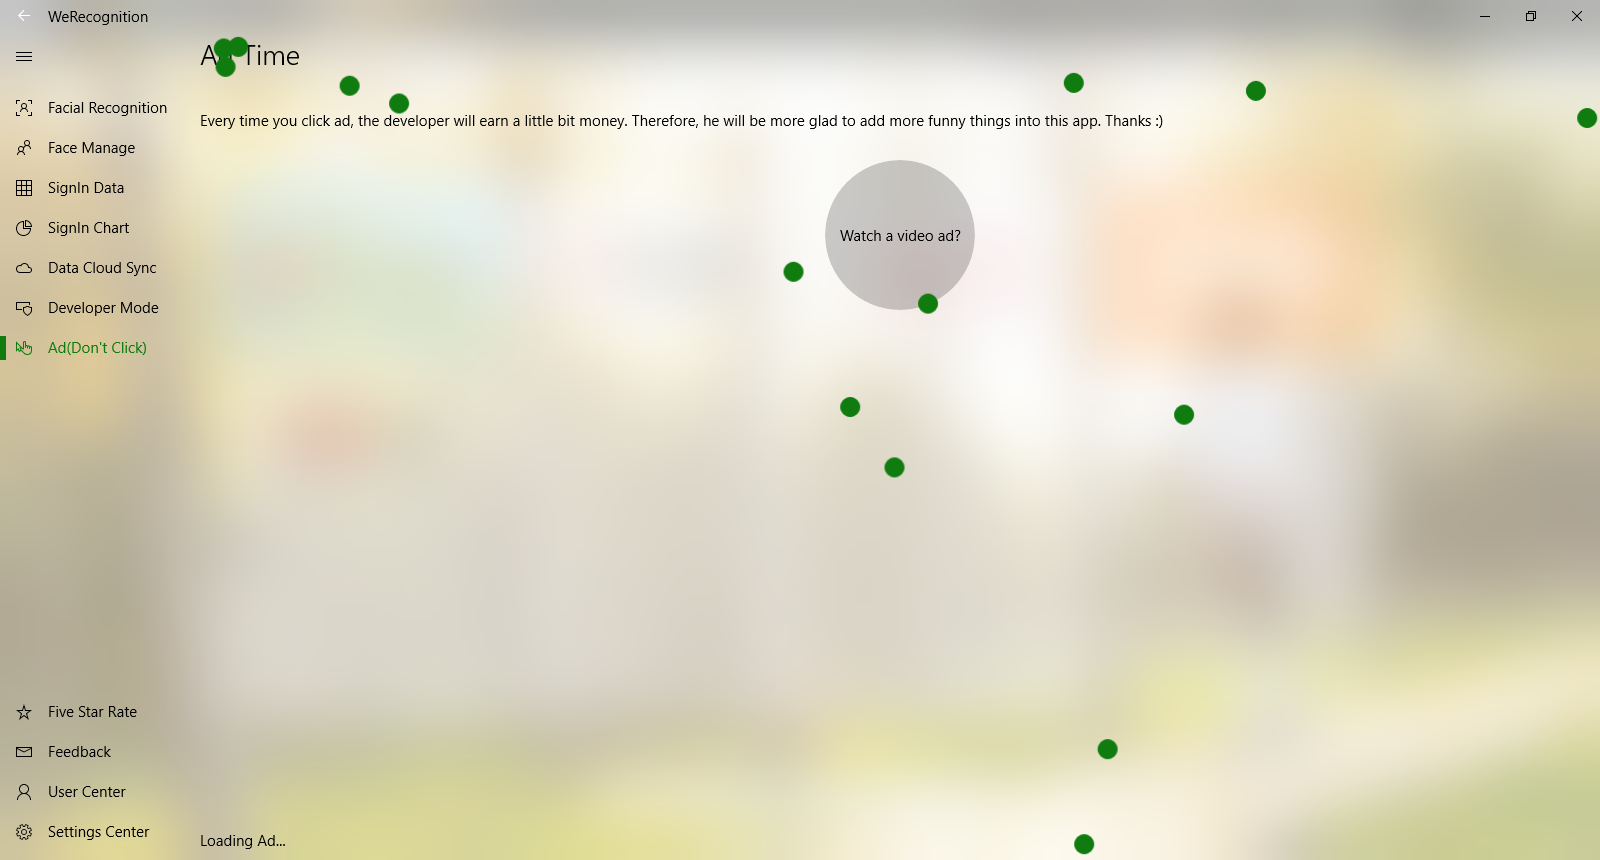 WeRecognition
Ad Time
Facial Recognition
Face Manage
SignIn Data
SignIn Chart
Data Cloud Sync
Developer Mode
Ad(Don't Click)
Every time you click ad, the developer will earn a little bit money. Therefore, he will be more glad to add more funny things into this app. Thanks :)
Watch a video ad?
Five Star Rate
Feedback
User Center
Settings Center
Loading Ad...